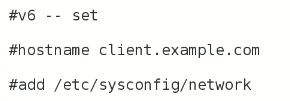 #v6 -- set
#hostname client.example.com
#add /etc/sysconfig/network